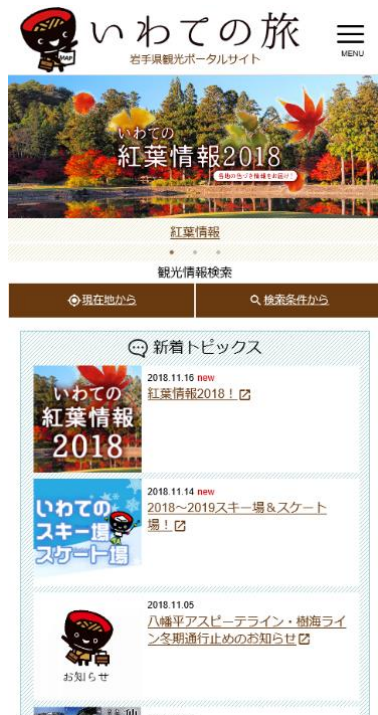 いわての旅
岩手県観光ポータルサイト
MAP
MENU
いわての
紅葉情報2018
各地の色づき情報をお届け!
紅葉情報
観光情報検索
現在地から
検索条件から
新着トピックス
いわての
紅葉情報
2018
2018.11.16 new
紅葉情報2018!
いわての
スキー場
スケート場
2018.11.14 new
2018~2019スキー場&スケート
場!
お知らせ
2018.11.05
八幡平アスピーテライン・樹海ライ
ン冬期通行止めのお知らせ